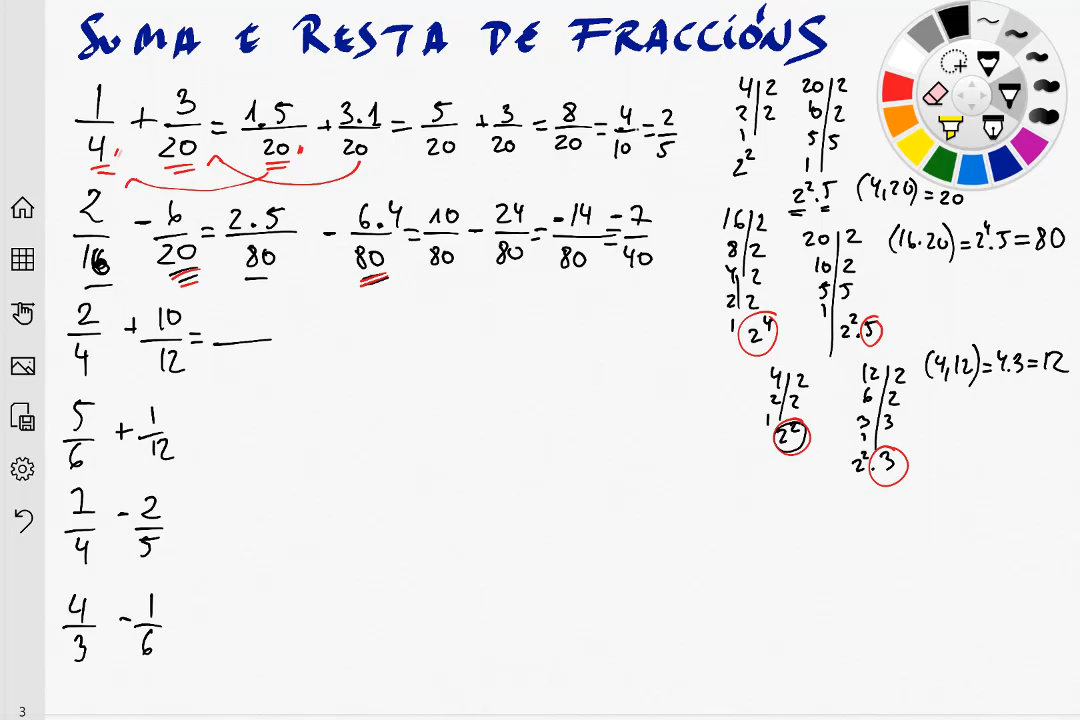 SUMA E RESTA DE FRACCIÓNS
1/4 + 3/20 = 1.5/20 + 3.1/20 = 5/20 + 3/20 = 8/20 = 4/10 = 2/5
2/16 - 6/20 = 2.5/80 - 6.4/80 = 10/80 - 24/80 = -14/80 = -7/40
2/4 + 10/12 =
5/6 + 1/12
7/4 - 2/5
4/3 - 1/6
4|2 20|2
2|2 10|2
1 5|5
2² 1
2².5 (4,20) = 20
16|2 20|2 (16.20) = 2⁴.5 = 80
8|2 10|2
4|2 5|5
2|2 1
1 2⁴ 2².5
4|2 12|2 (4,12) = 4.3 = 12
2|2 6|2
1 3|3
2² 1
2².3
3